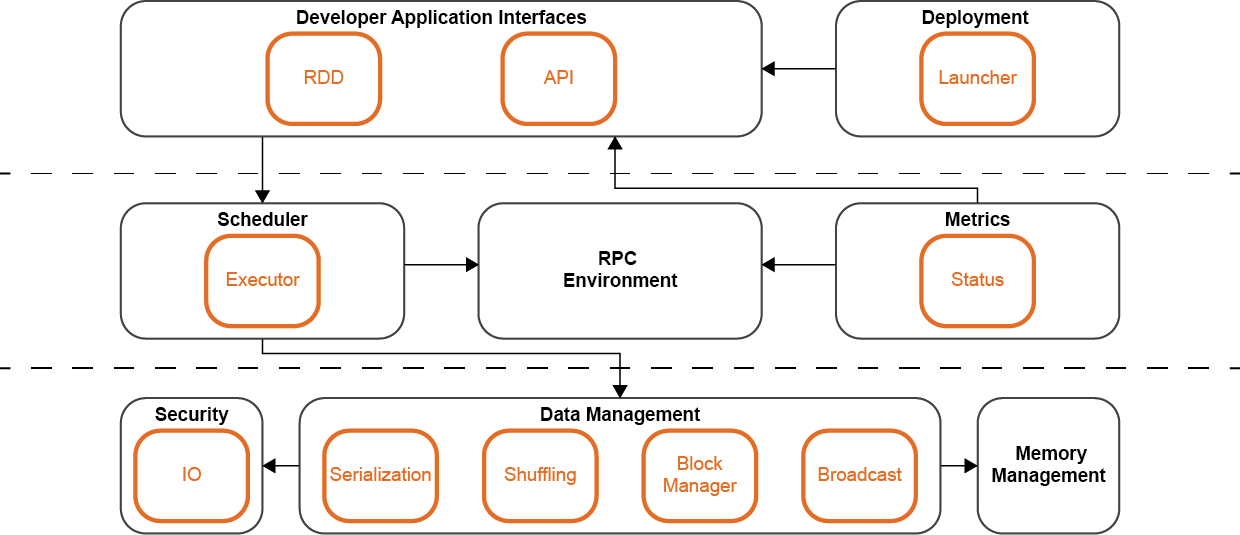 Developer Application Interfaces
RDD
API
Deployment
Launcher
Scheduler
Executor
RPC
Environment
Metrics
Status
Security
IO
Data Management
Serialization
Shuffling
Block
Manager
Broadcast
Memory
Management